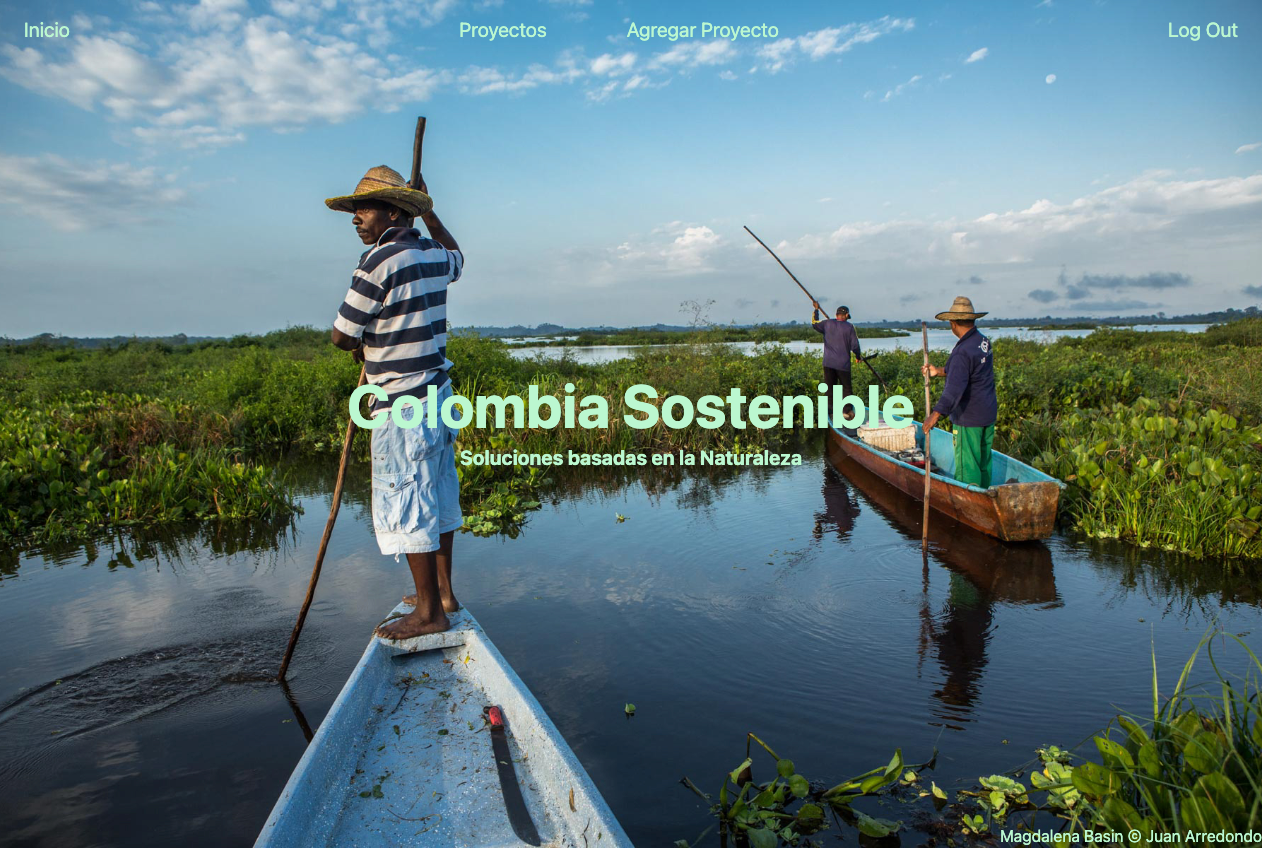 Inicio
Proyectos
Agregar Proyecto
Log Out
Colombia Sostenible
Soluciones basadas en la Naturaleza
Magdalena Basin © Juan Arredondo